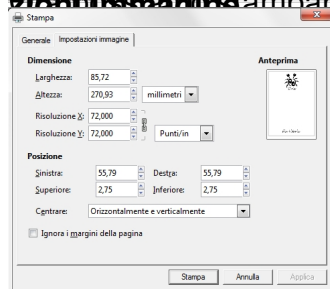 Stampa
Generale Impostazioni immagine
Dimensione
Larghezza: 85,72
Altezza: 270,93 millimetri
Risoluzione X: 72,000
Risoluzione Y: 72,000 Punti/in
Posizione
Sinistra: 55,79 Destra: 55,79
Superiore: 2,75 Inferiore: 2,75
Centrare: Orizzontalmente e verticalmente
Ignora i margini della pagina
Anteprima
Stampa Annulla Applica